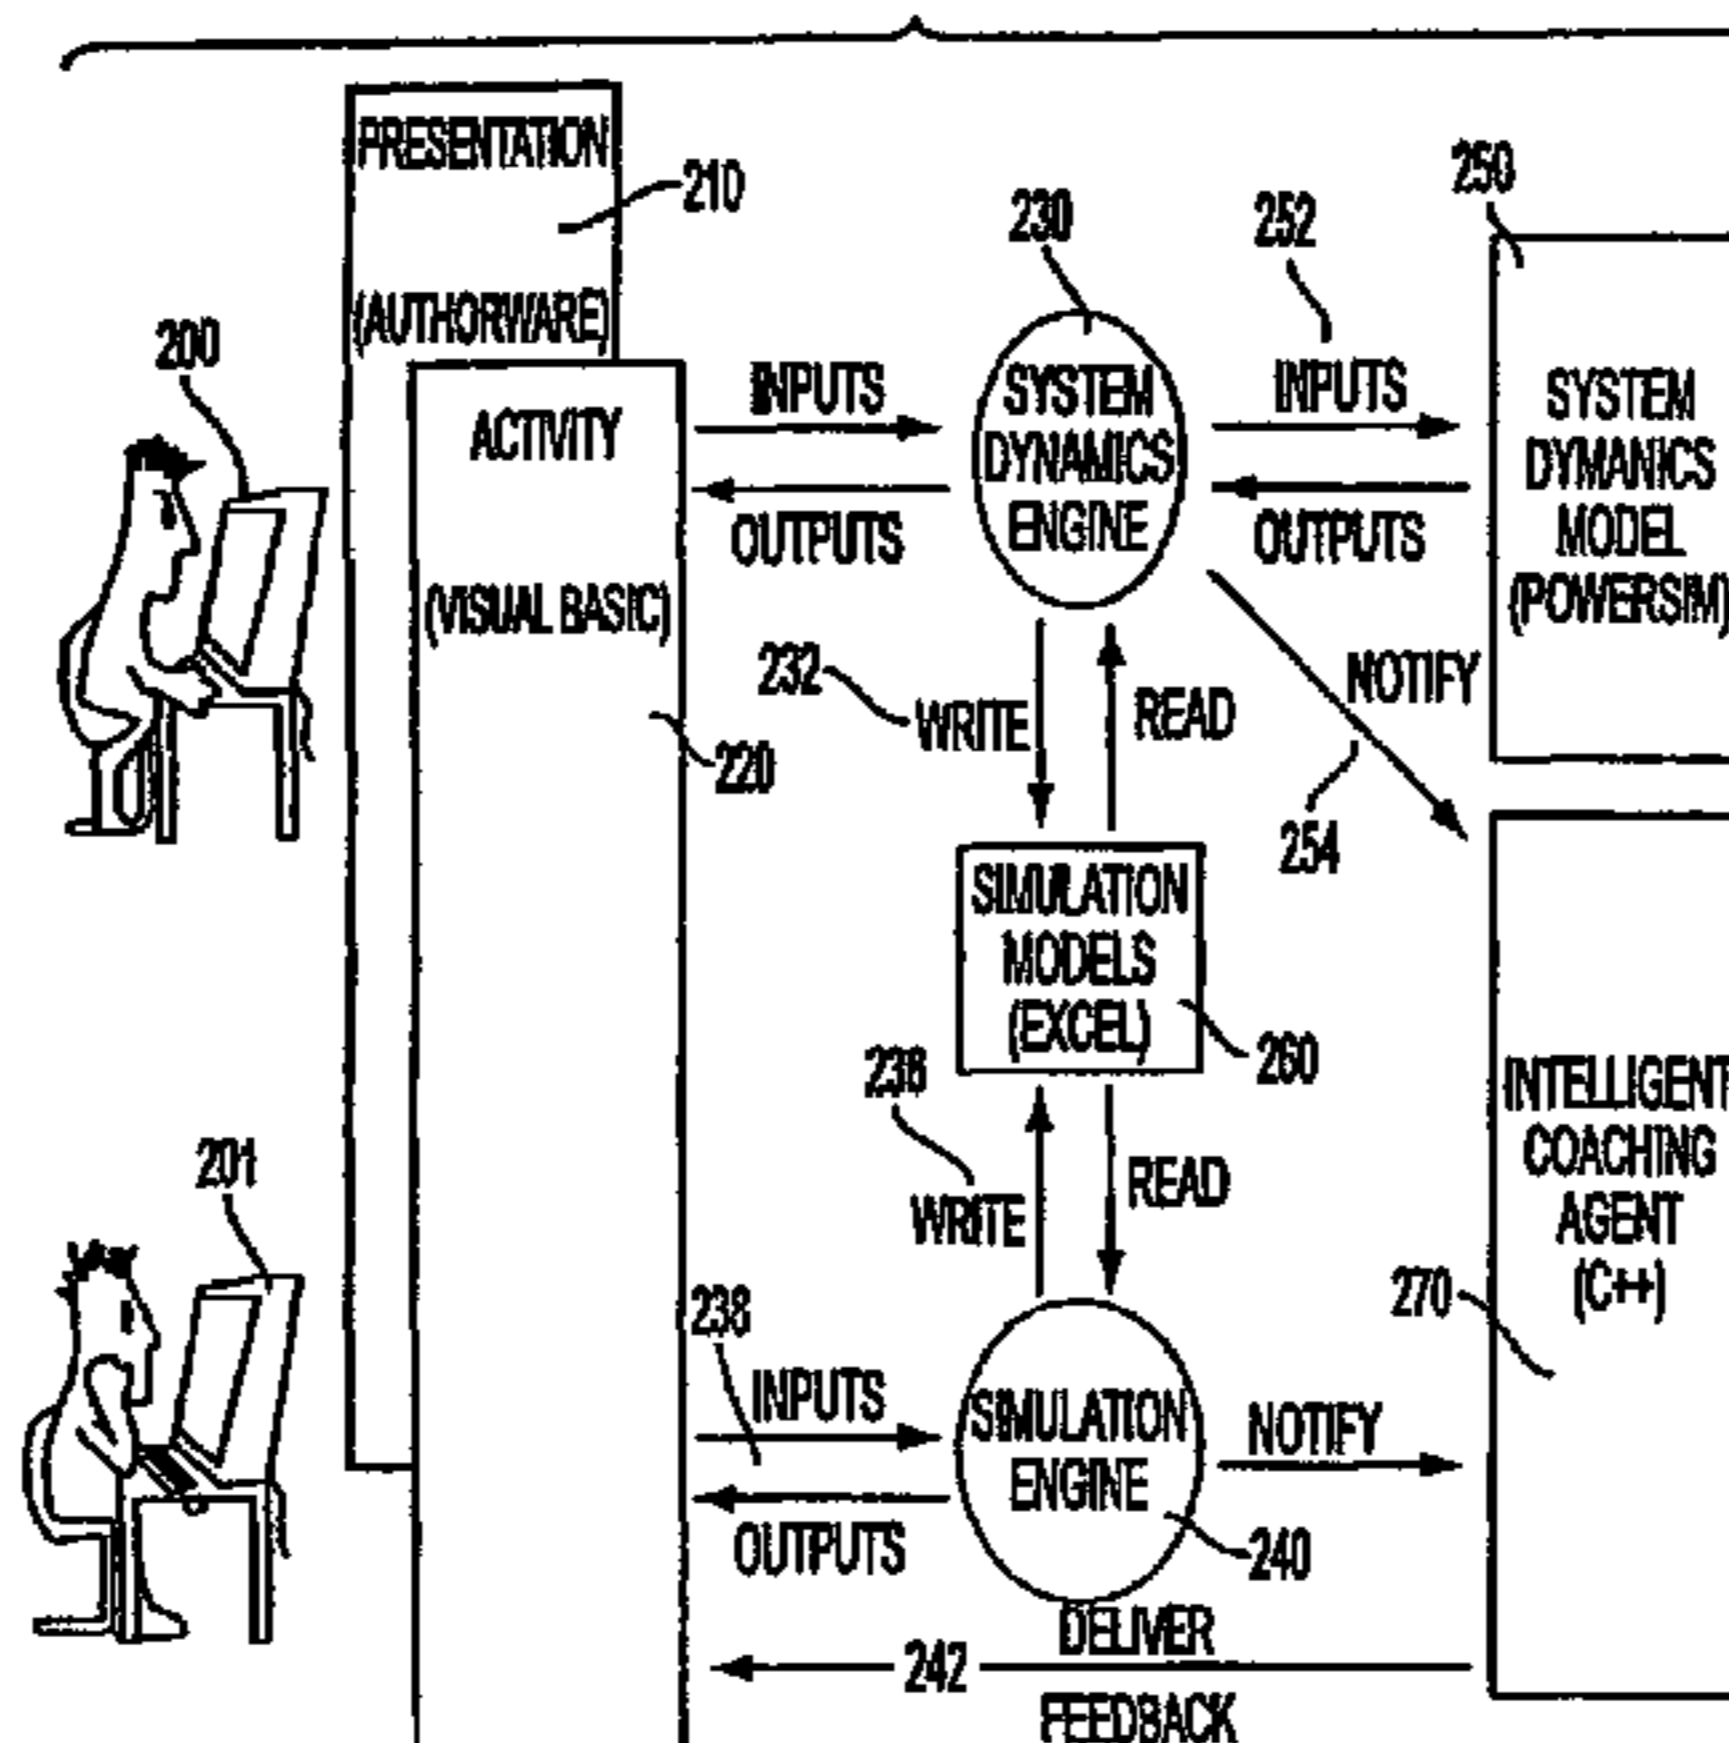 PRESENTATION
210
(AUTHORWARE)
200
ACTIVITY
(VISUAL BASIC)
220
INPUTS
OUTPUTS
230
SYSTEM
DYNAMICS
ENGINE
252
INPUTS
OUTPUTS
250
SYSTEM
DYMANICS
MODEL
(POWERSIM)
232
WRITE
READ
NOTIFY
254
SIMULATION
MODELS
(EXCEL)
260
236
WRITE
READ
INTELLIGENT
COACHING
AGENT
(C++)
270
201
238
INPUTS
OUTPUTS
SIMULATION
ENGINE
240
NOTIFY
DELIVER
242
FEEDBACK